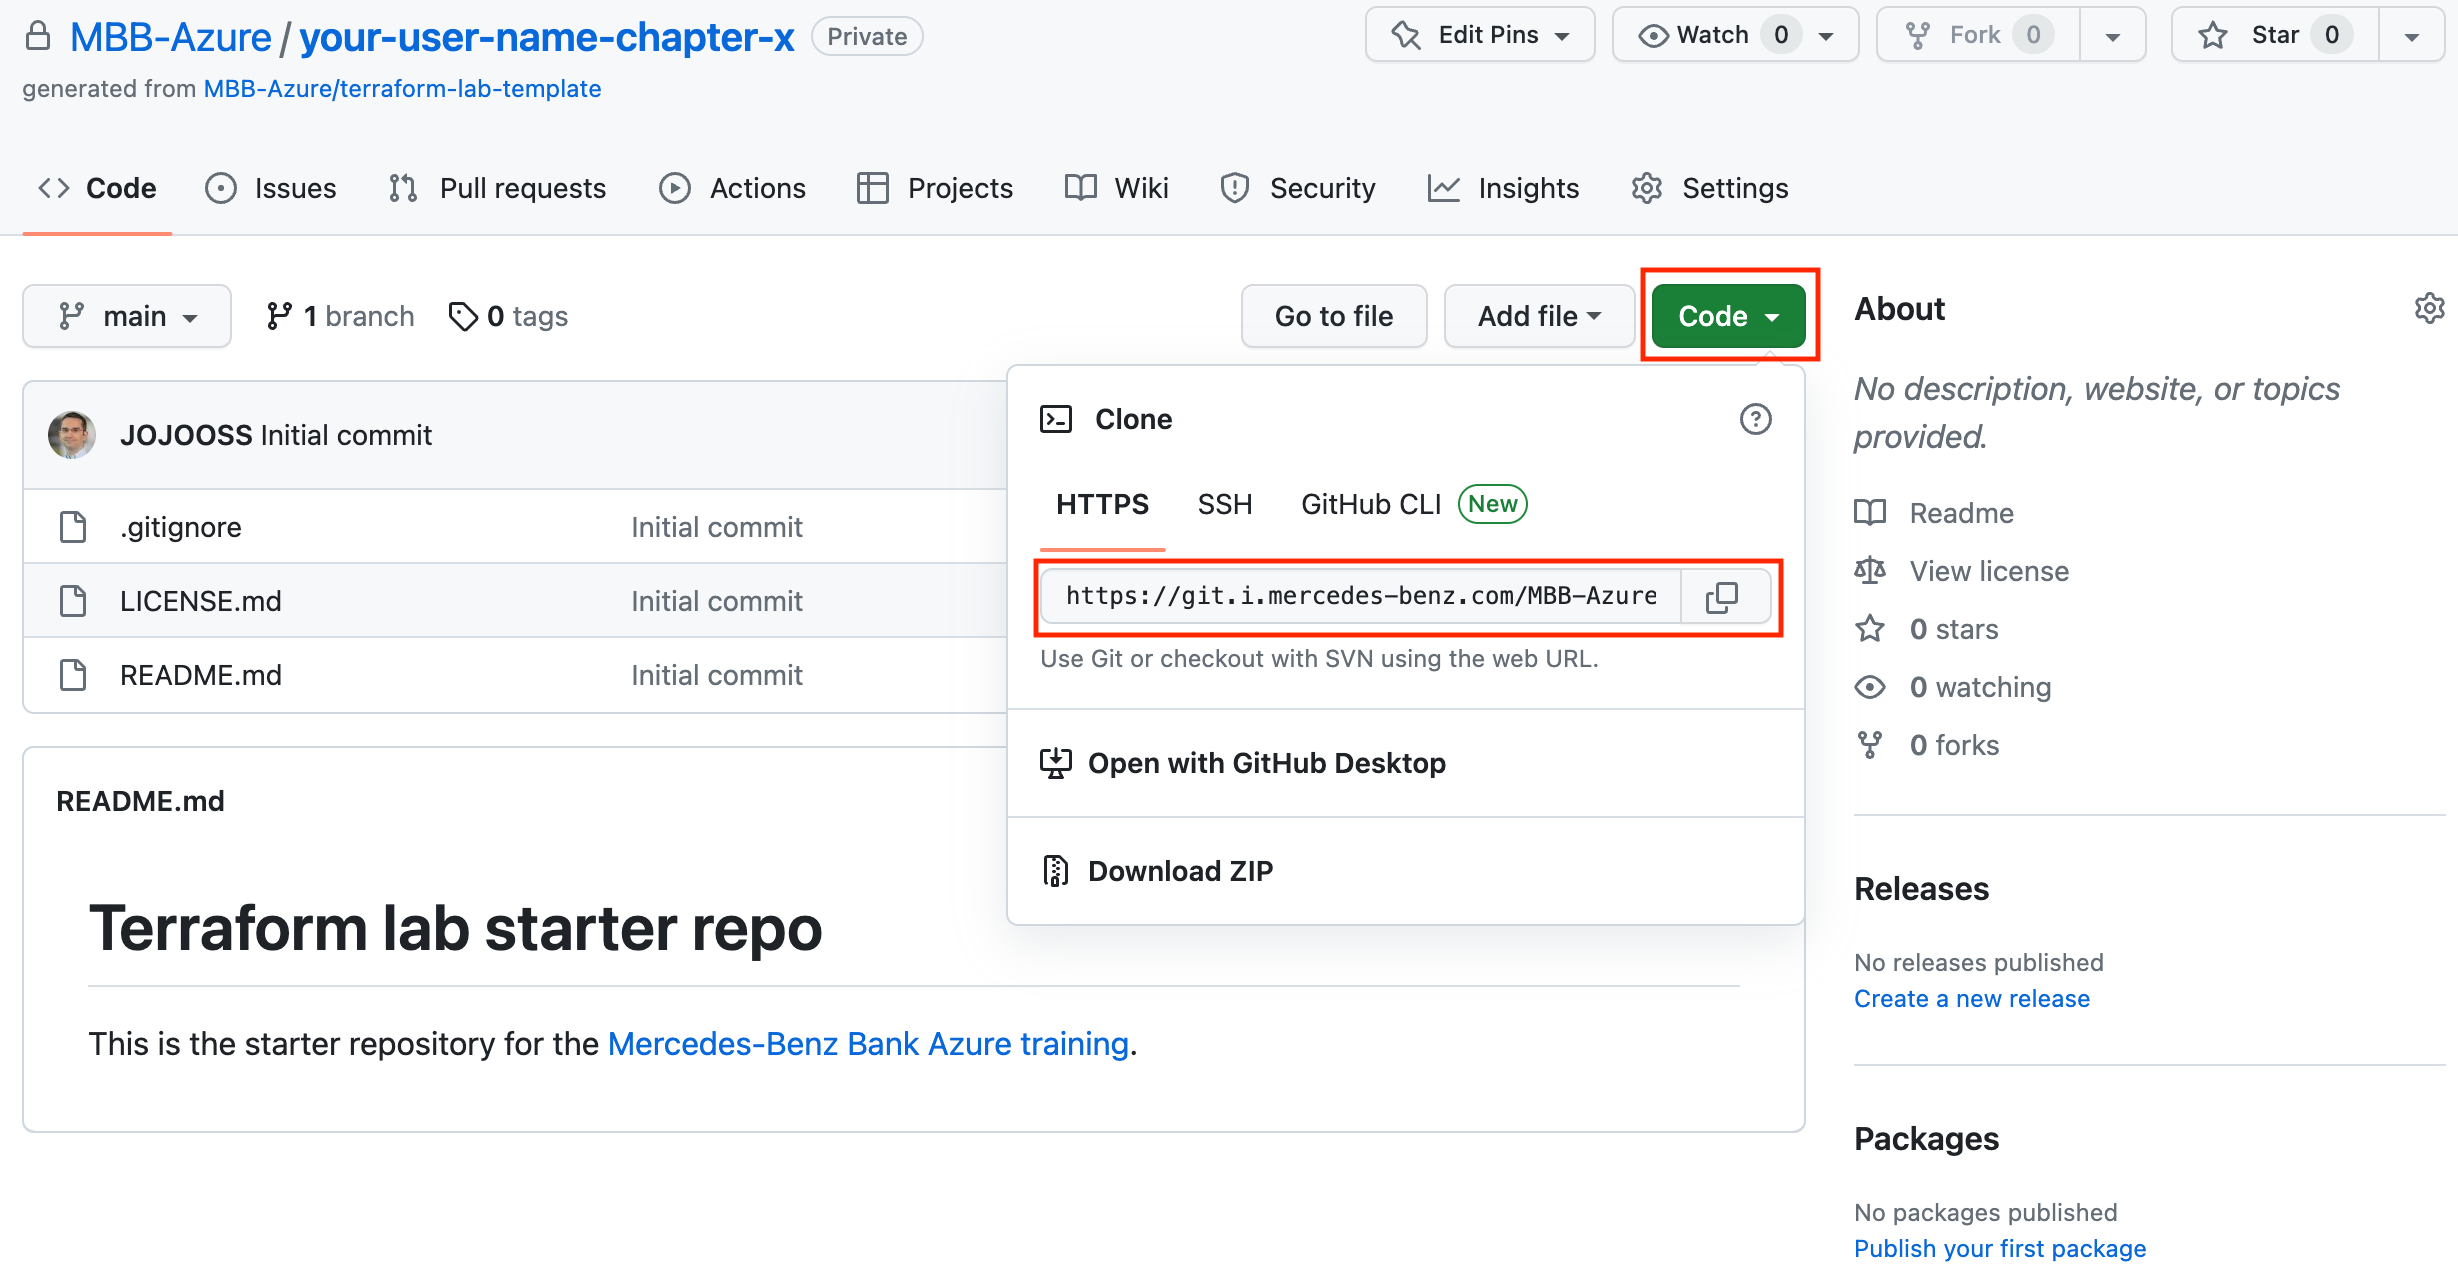 MBB-Azure / your-user-name-chapter-x Private
Edit Pins Watch 0 Fork 0 Star 0
generated from MBB-Azure/terraform-lab-template
Code Issues Pull requests Actions Projects Wiki Security Insights Settings
main 1 branch 0 tags
Go to file Add file Code
JOJOOSS Initial commit
.gitignore Initial commit
LICENSE.md Initial commit
README.md Initial commit
Clone
HTTPS SSH GitHub CLI New
https://git.i.mercedes-benz.com/MBB-Azure
Use Git or checkout with SVN using the web URL.
Open with GitHub Desktop
Download ZIP
README.md
Terraform lab starter repo
This is the starter repository for the Mercedes-Benz Bank Azure training.
About
No description, website, or topics
provided.
Readme
View license
0 stars
0 watching
0 forks
Releases
No releases published
Create a new release
Packages
No packages published
Publish your first package